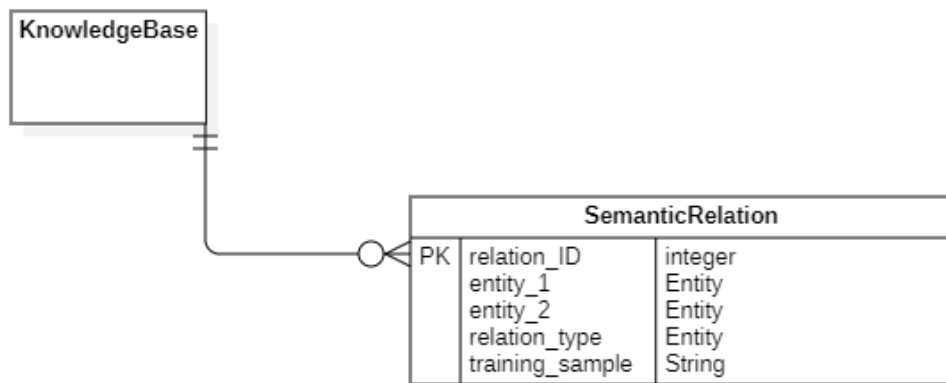 KnowledgeBase
SemanticRelation
PK relation_ID integer
entity_1 Entity
entity_2 Entity
relation_type Entity
training_sample String